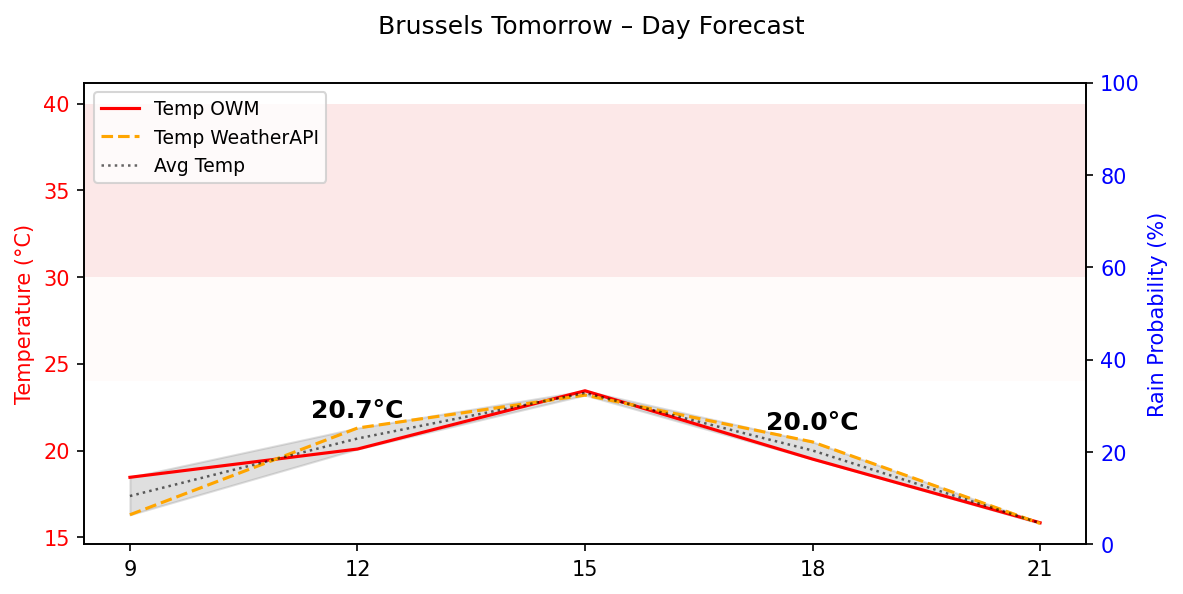 Brussels Tomorrow – Day Forecast
Temp OWM
Temp WeatherAPI
Avg Temp
Temperature (°C)
40
35
30
25
20
15
20.7°C
20.0°C
100
80
60
40
20
0
Rain Probability (%)
9 12 15 18 21